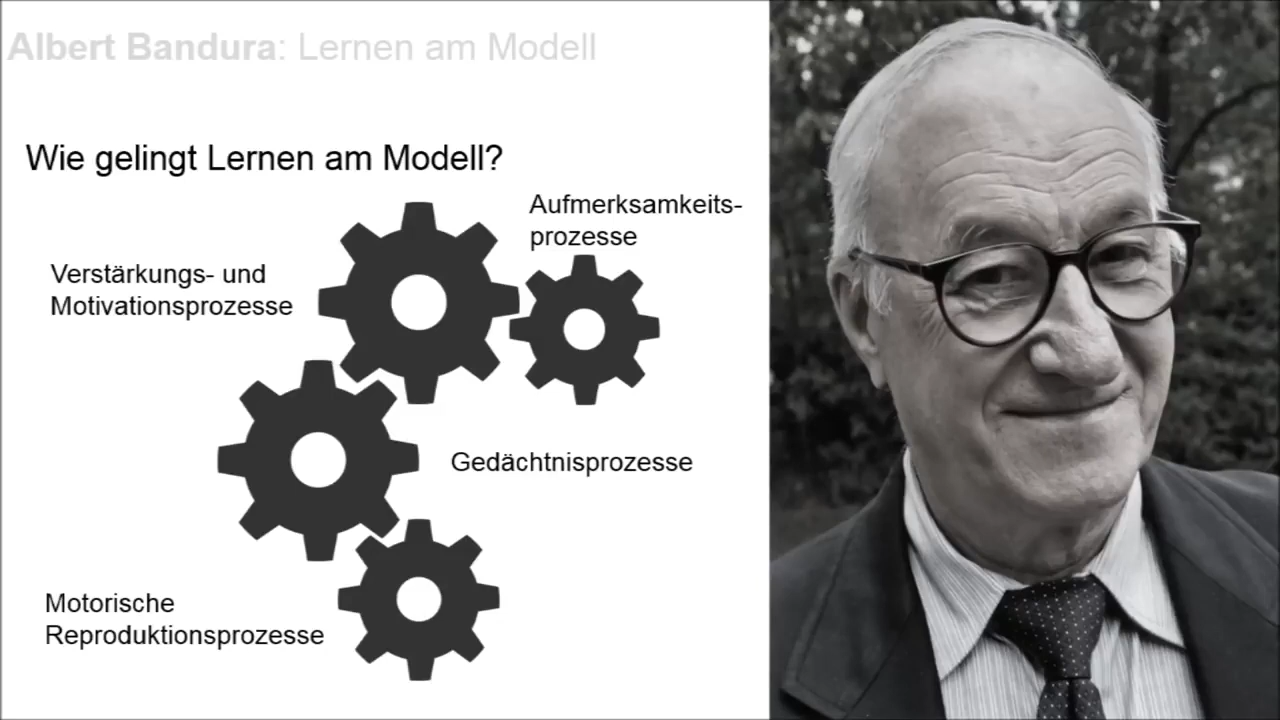 Albert Bandura: Lernen am Modell
Wie gelingt Lernen am Modell?
Aufmerksamkeits-
prozesse
Verstärkungs- und
Motivationsprozesse
Gedächtnisprozesse
Motorische
Reproduktionsprozesse